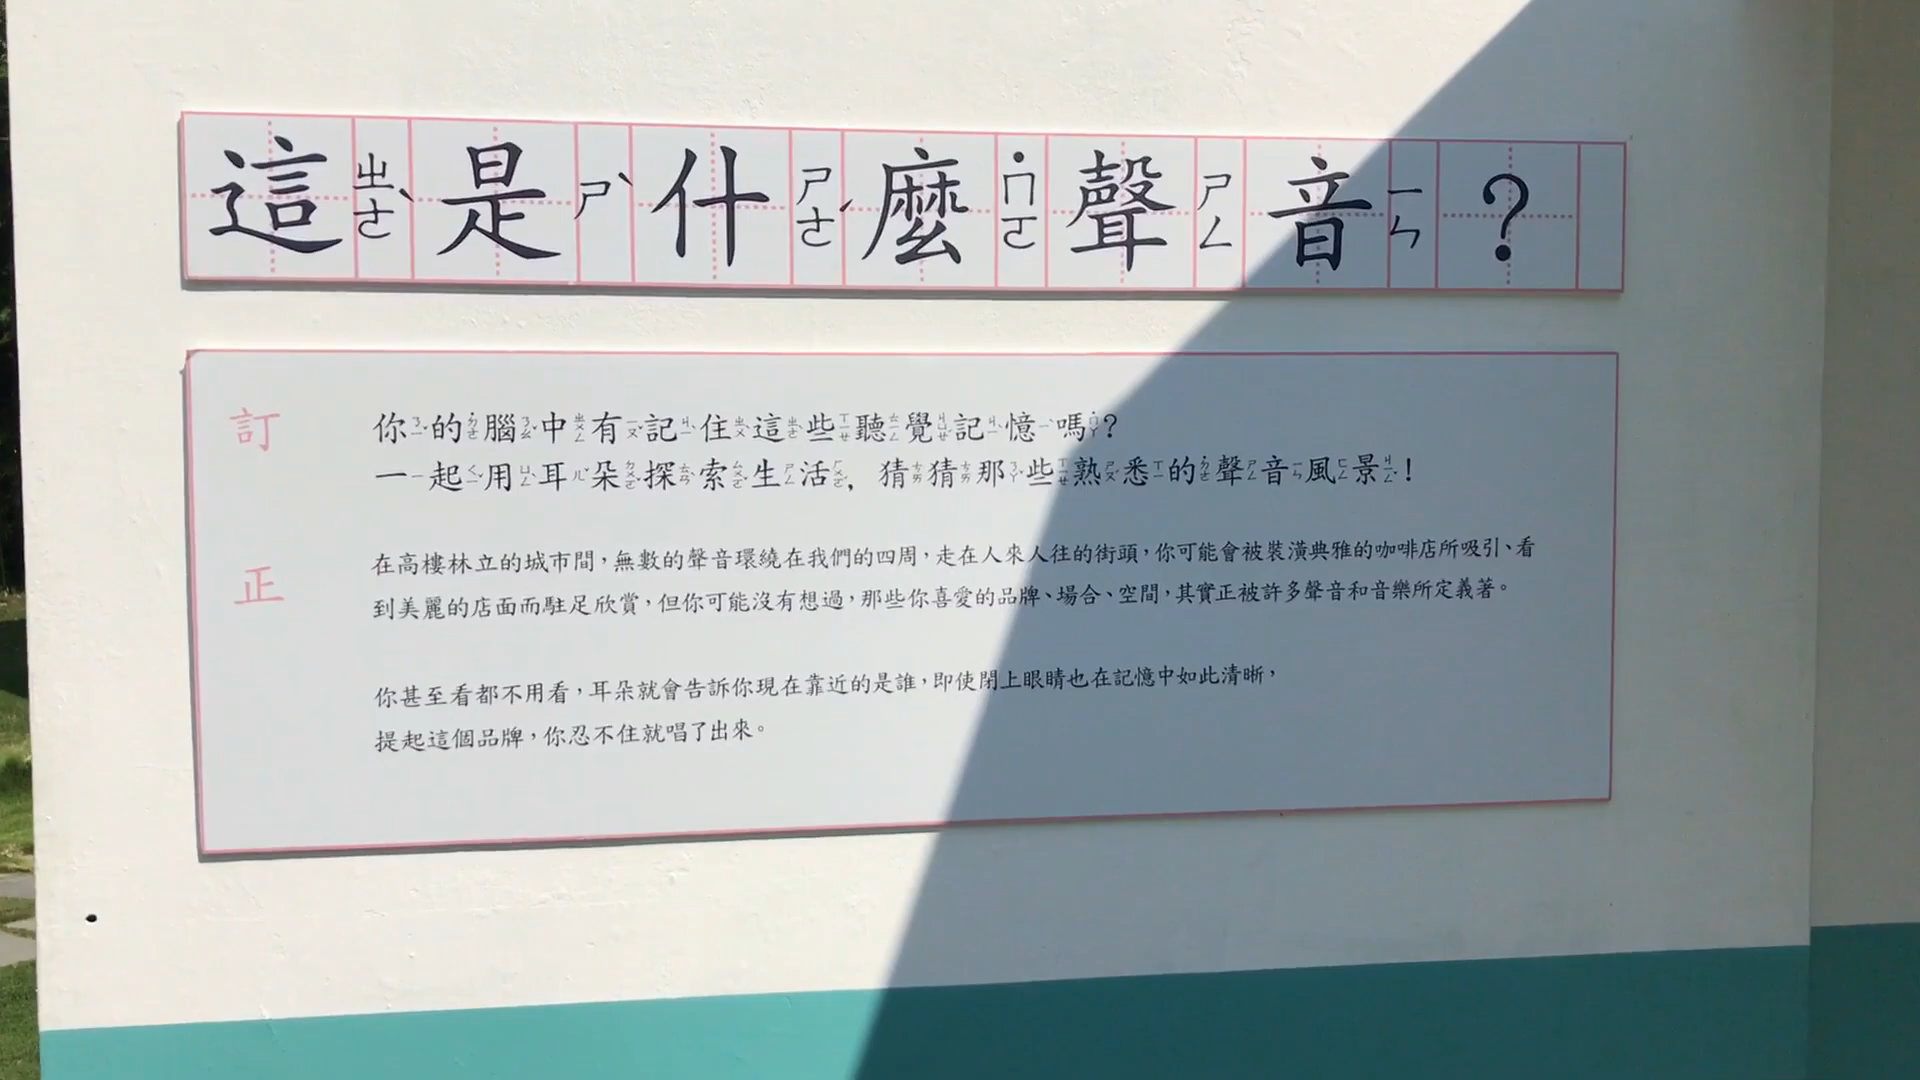 這是什麼聲音?
訂正
你的腦中有記住這些聽覺記憶嗎?
一起用耳朵探索生活，猜猜那些熟悉的聲音風景!
在高樓林立的城市間，無數的聲音環繞在我們的四周，走在人來人往的街頭，你可能會被裝潢典雅的咖啡店所吸引、看
到美麗的店面而駐足欣賞，但你可能沒有想過，那些你喜愛的品牌、場合、空間，其實正被許多聲音和音樂所定義著。
你甚至看都不用看，耳朵就會告訴你現在靠近的是誰，即使閉上眼睛也在記憶中如此清晰，
提起這個品牌，你忍不住就唱了出來。